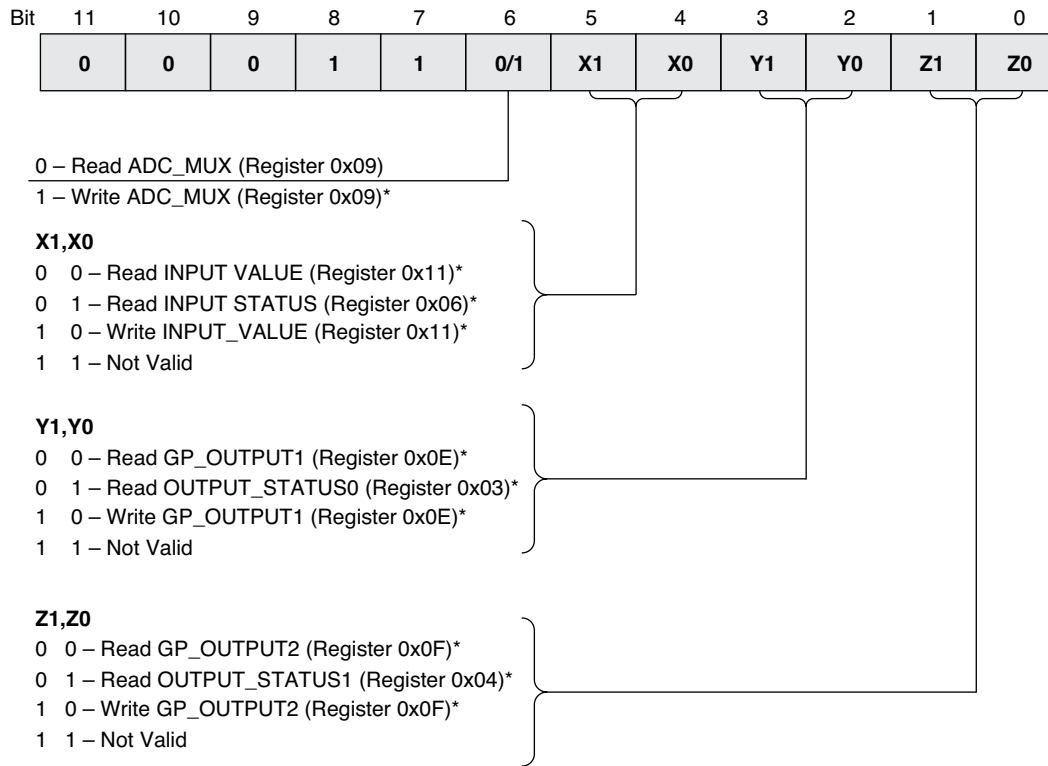 Bit 11 10 9 8 7 6 5 4 3 2 1 0
0 0 0 1 1 0/1 X1 X0 Y1 Y0 Z1 Z0
0 – Read ADC_MUX (Register 0x09)
1 – Write ADC_MUX (Register 0x09)*
X1,X0
0 0 – Read INPUT VALUE (Register 0x11)*
0 1 – Read INPUT STATUS (Register 0x06)*
1 0 – Write INPUT_VALUE (Register 0x11)*
1 1 – Not Valid
Y1,Y0
0 0 – Read GP_OUTPUT1 (Register 0x0E)*
0 1 – Read OUTPUT_STATUS0 (Register 0x03)*
1 0 – Write GP_OUTPUT1 (Register 0x0E)*
1 1 – Not Valid
Z1,Z0
0 0 – Read GP_OUTPUT2 (Register 0x0F)*
0 1 – Read OUTPUT_STATUS1 (Register 0x04)*
1 0 – Write GP_OUTPUT2 (Register 0x0F)*
1 1 – Not Valid